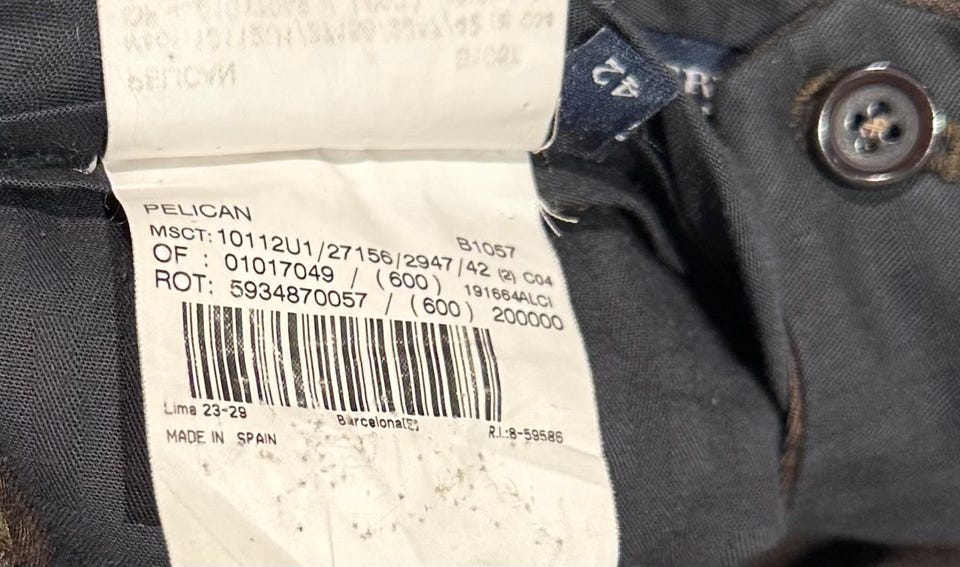 42
PELICAN
B1057
MSCT: 10112U1/27156/2947/42 (2) C04
OF : 01017049 / (600) 191664ALCI
ROT: 5934870057 / (600) 200000
Lima 23-29
Barcelona(E)
R.I.:8-59586
MADE IN SPAIN